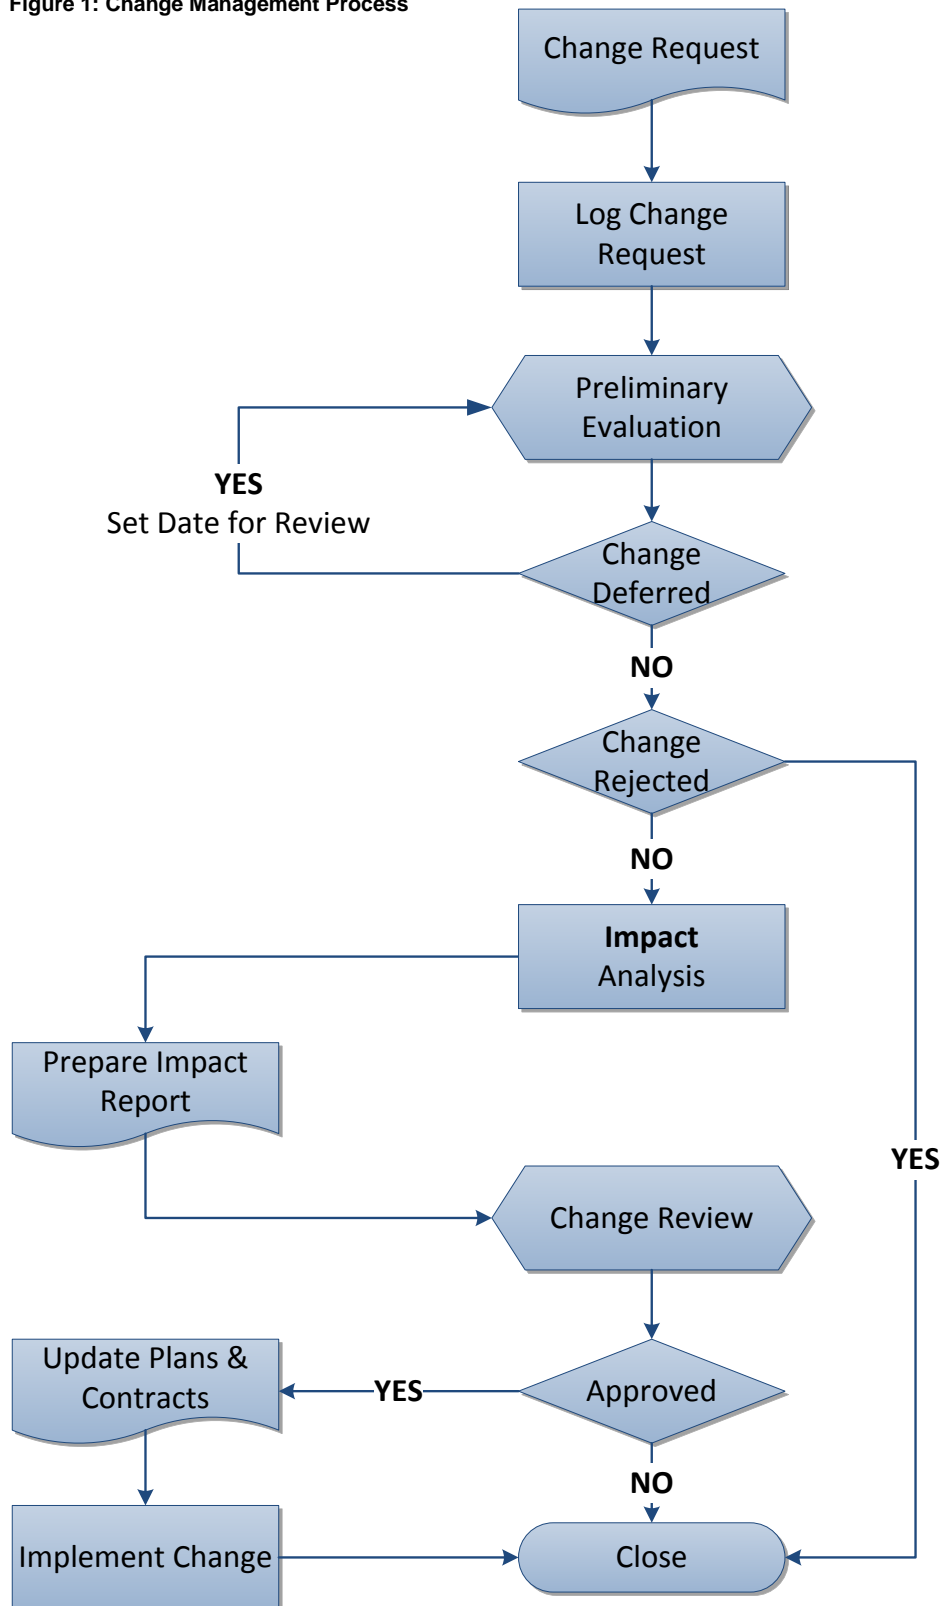 Figure 1: Change Management Process
Change Request
Log Change
Request
Preliminary
Evaluation
YES
Set Date for Review
Change
Deferred
NO
Change
Rejected
NO
Impact
Analysis
Prepare Impact
Report
YES
Change Review
Update Plans &
Contracts
YES
Approved
NO
Implement Change
Close